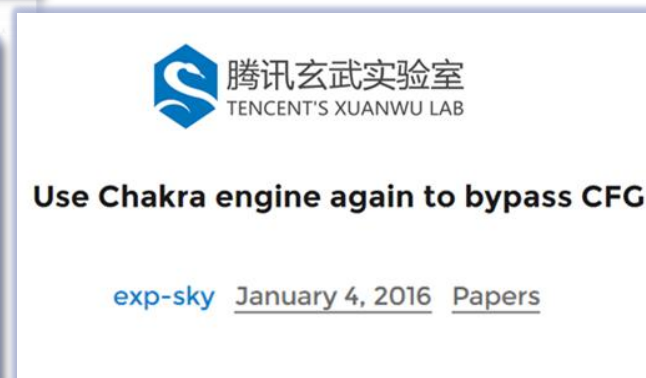 腾讯玄武实验室
TENCENT'S XUANWU LAB
Use Chakra engine again to bypass CFG
exp-sky January 4, 2016 Papers